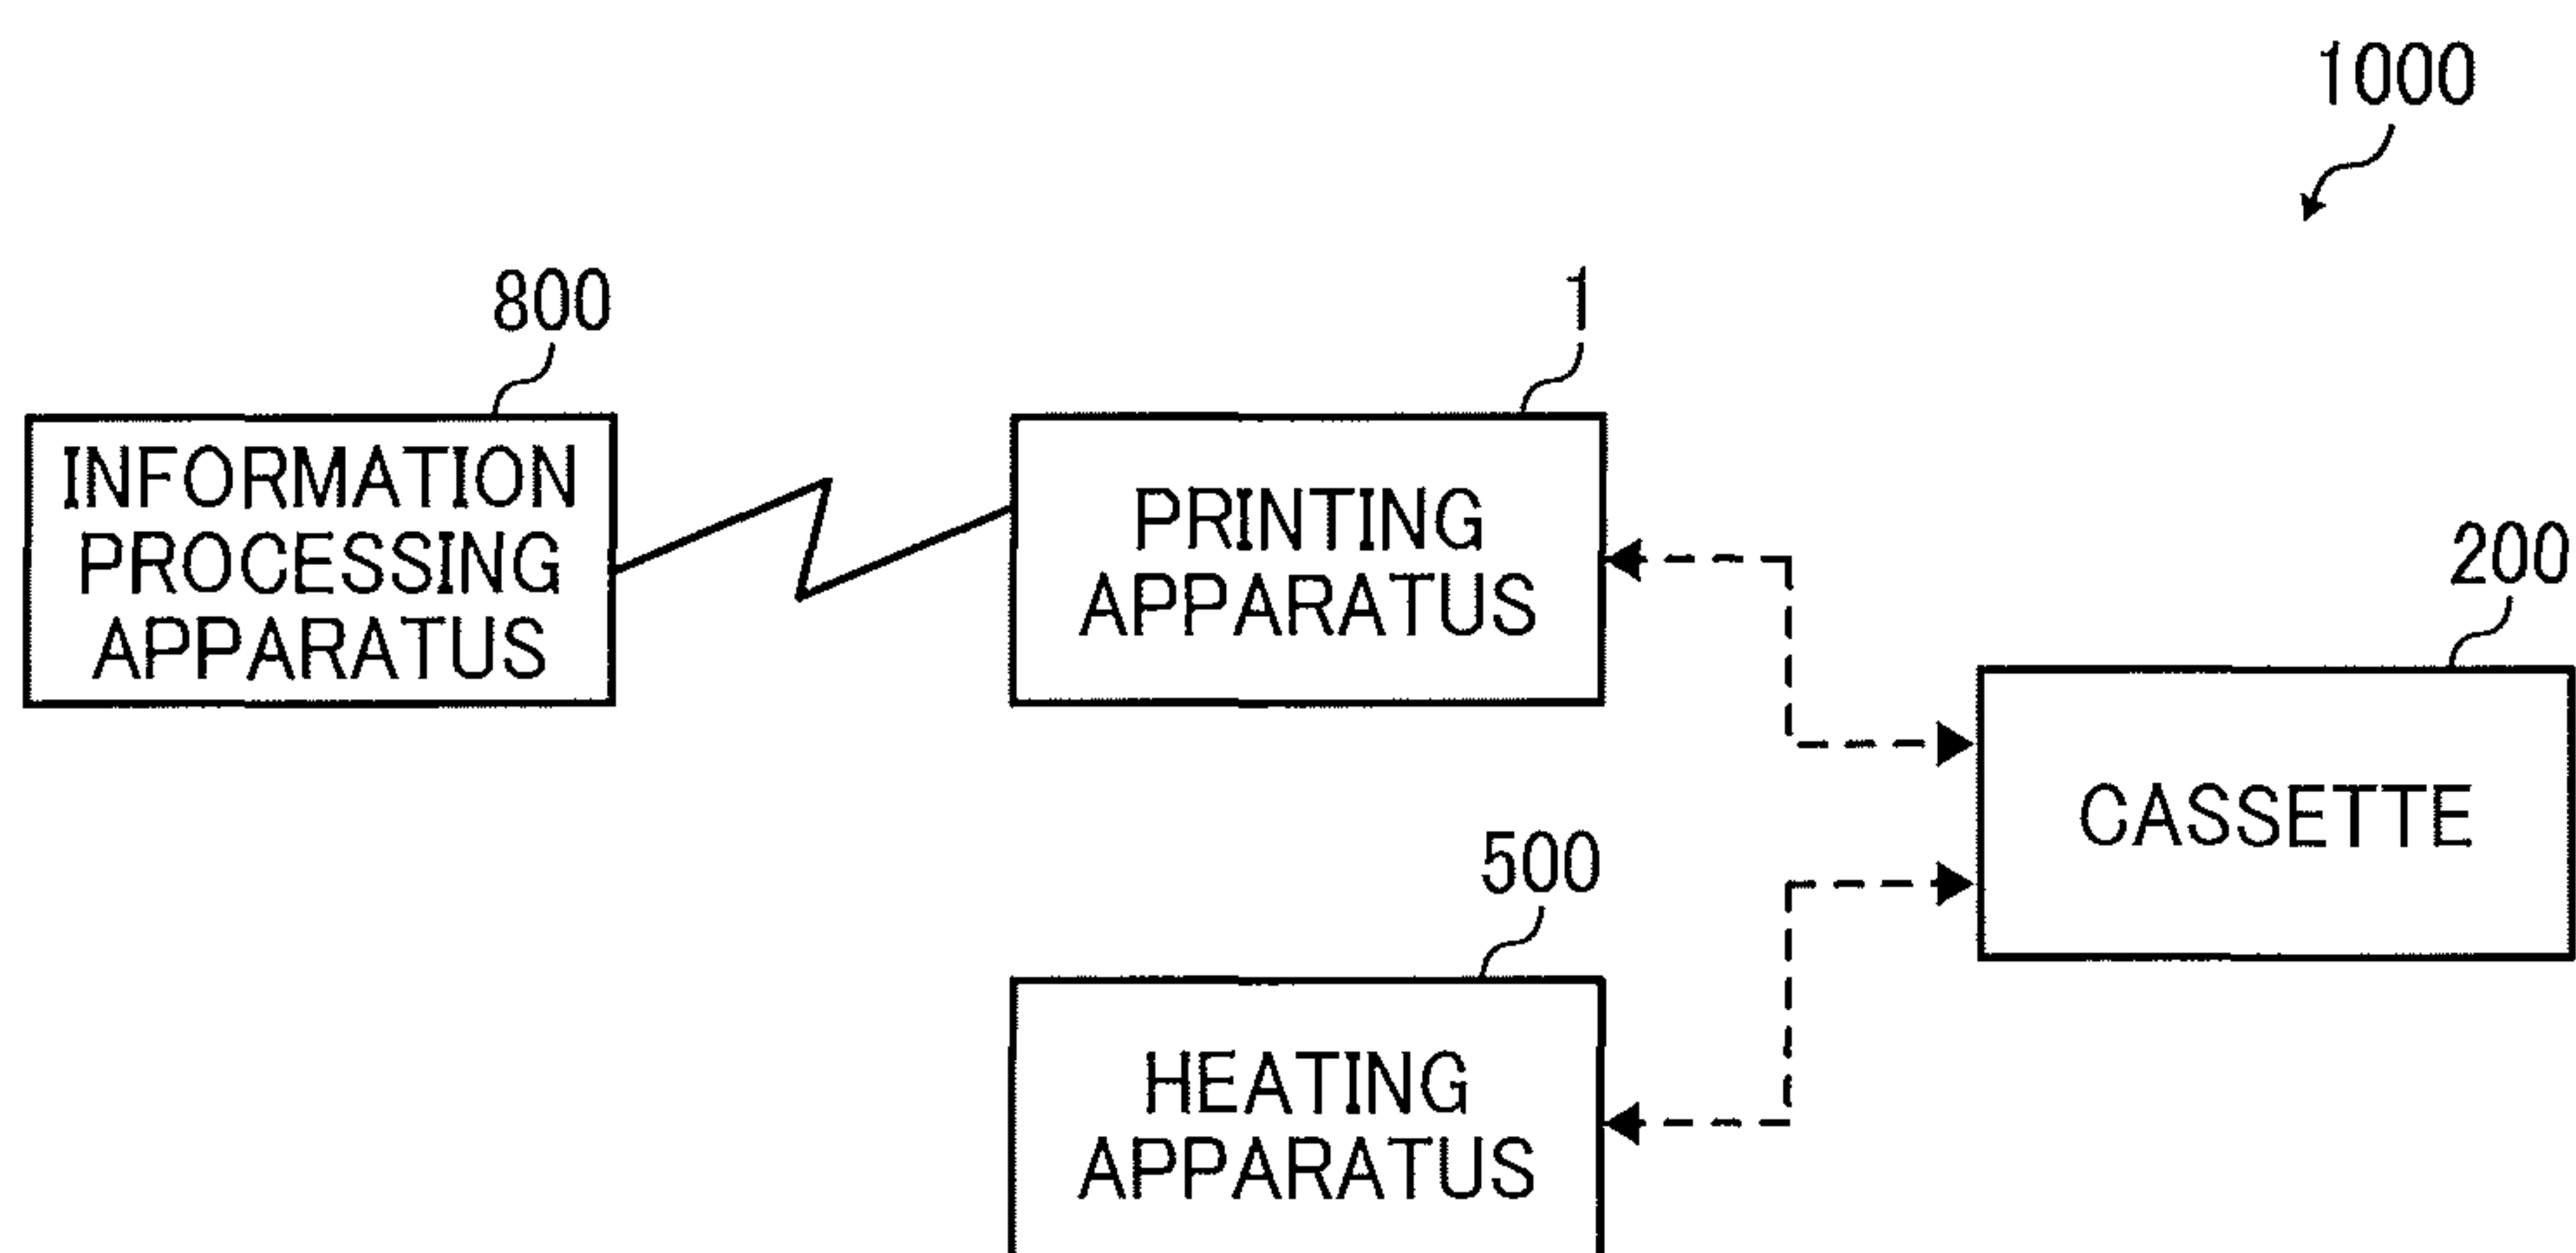 1000
800
1
INFORMATION
PROCESSING
APPARATUS
PRINTING
APPARATUS
200
CASSETTE
500
HEATING
APPARATUS